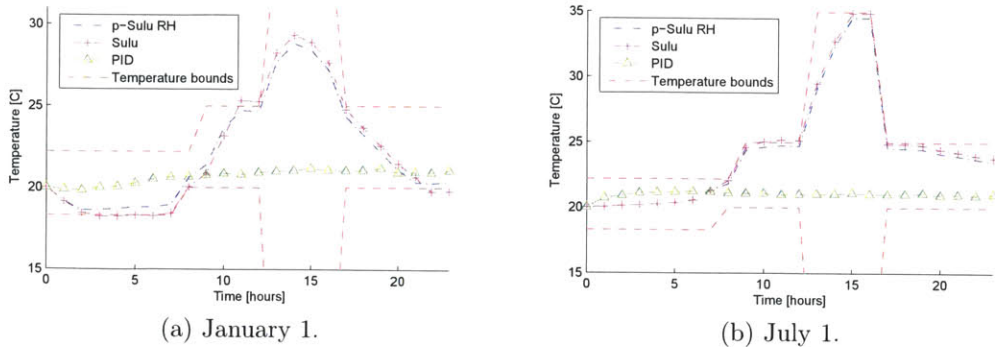 30
25
20
15
Temperature [C]
p-Sulu RH
Sulu
PID
Temperature bounds
0
5
10
15
20
Time [hours]
(a) January 1.
35
30
25
20
15
Temperature [C]
p-Sulu RH
Sulu
PID
Temperature bounds
0
5
10
15
20
Time [hours]
(b) July 1.